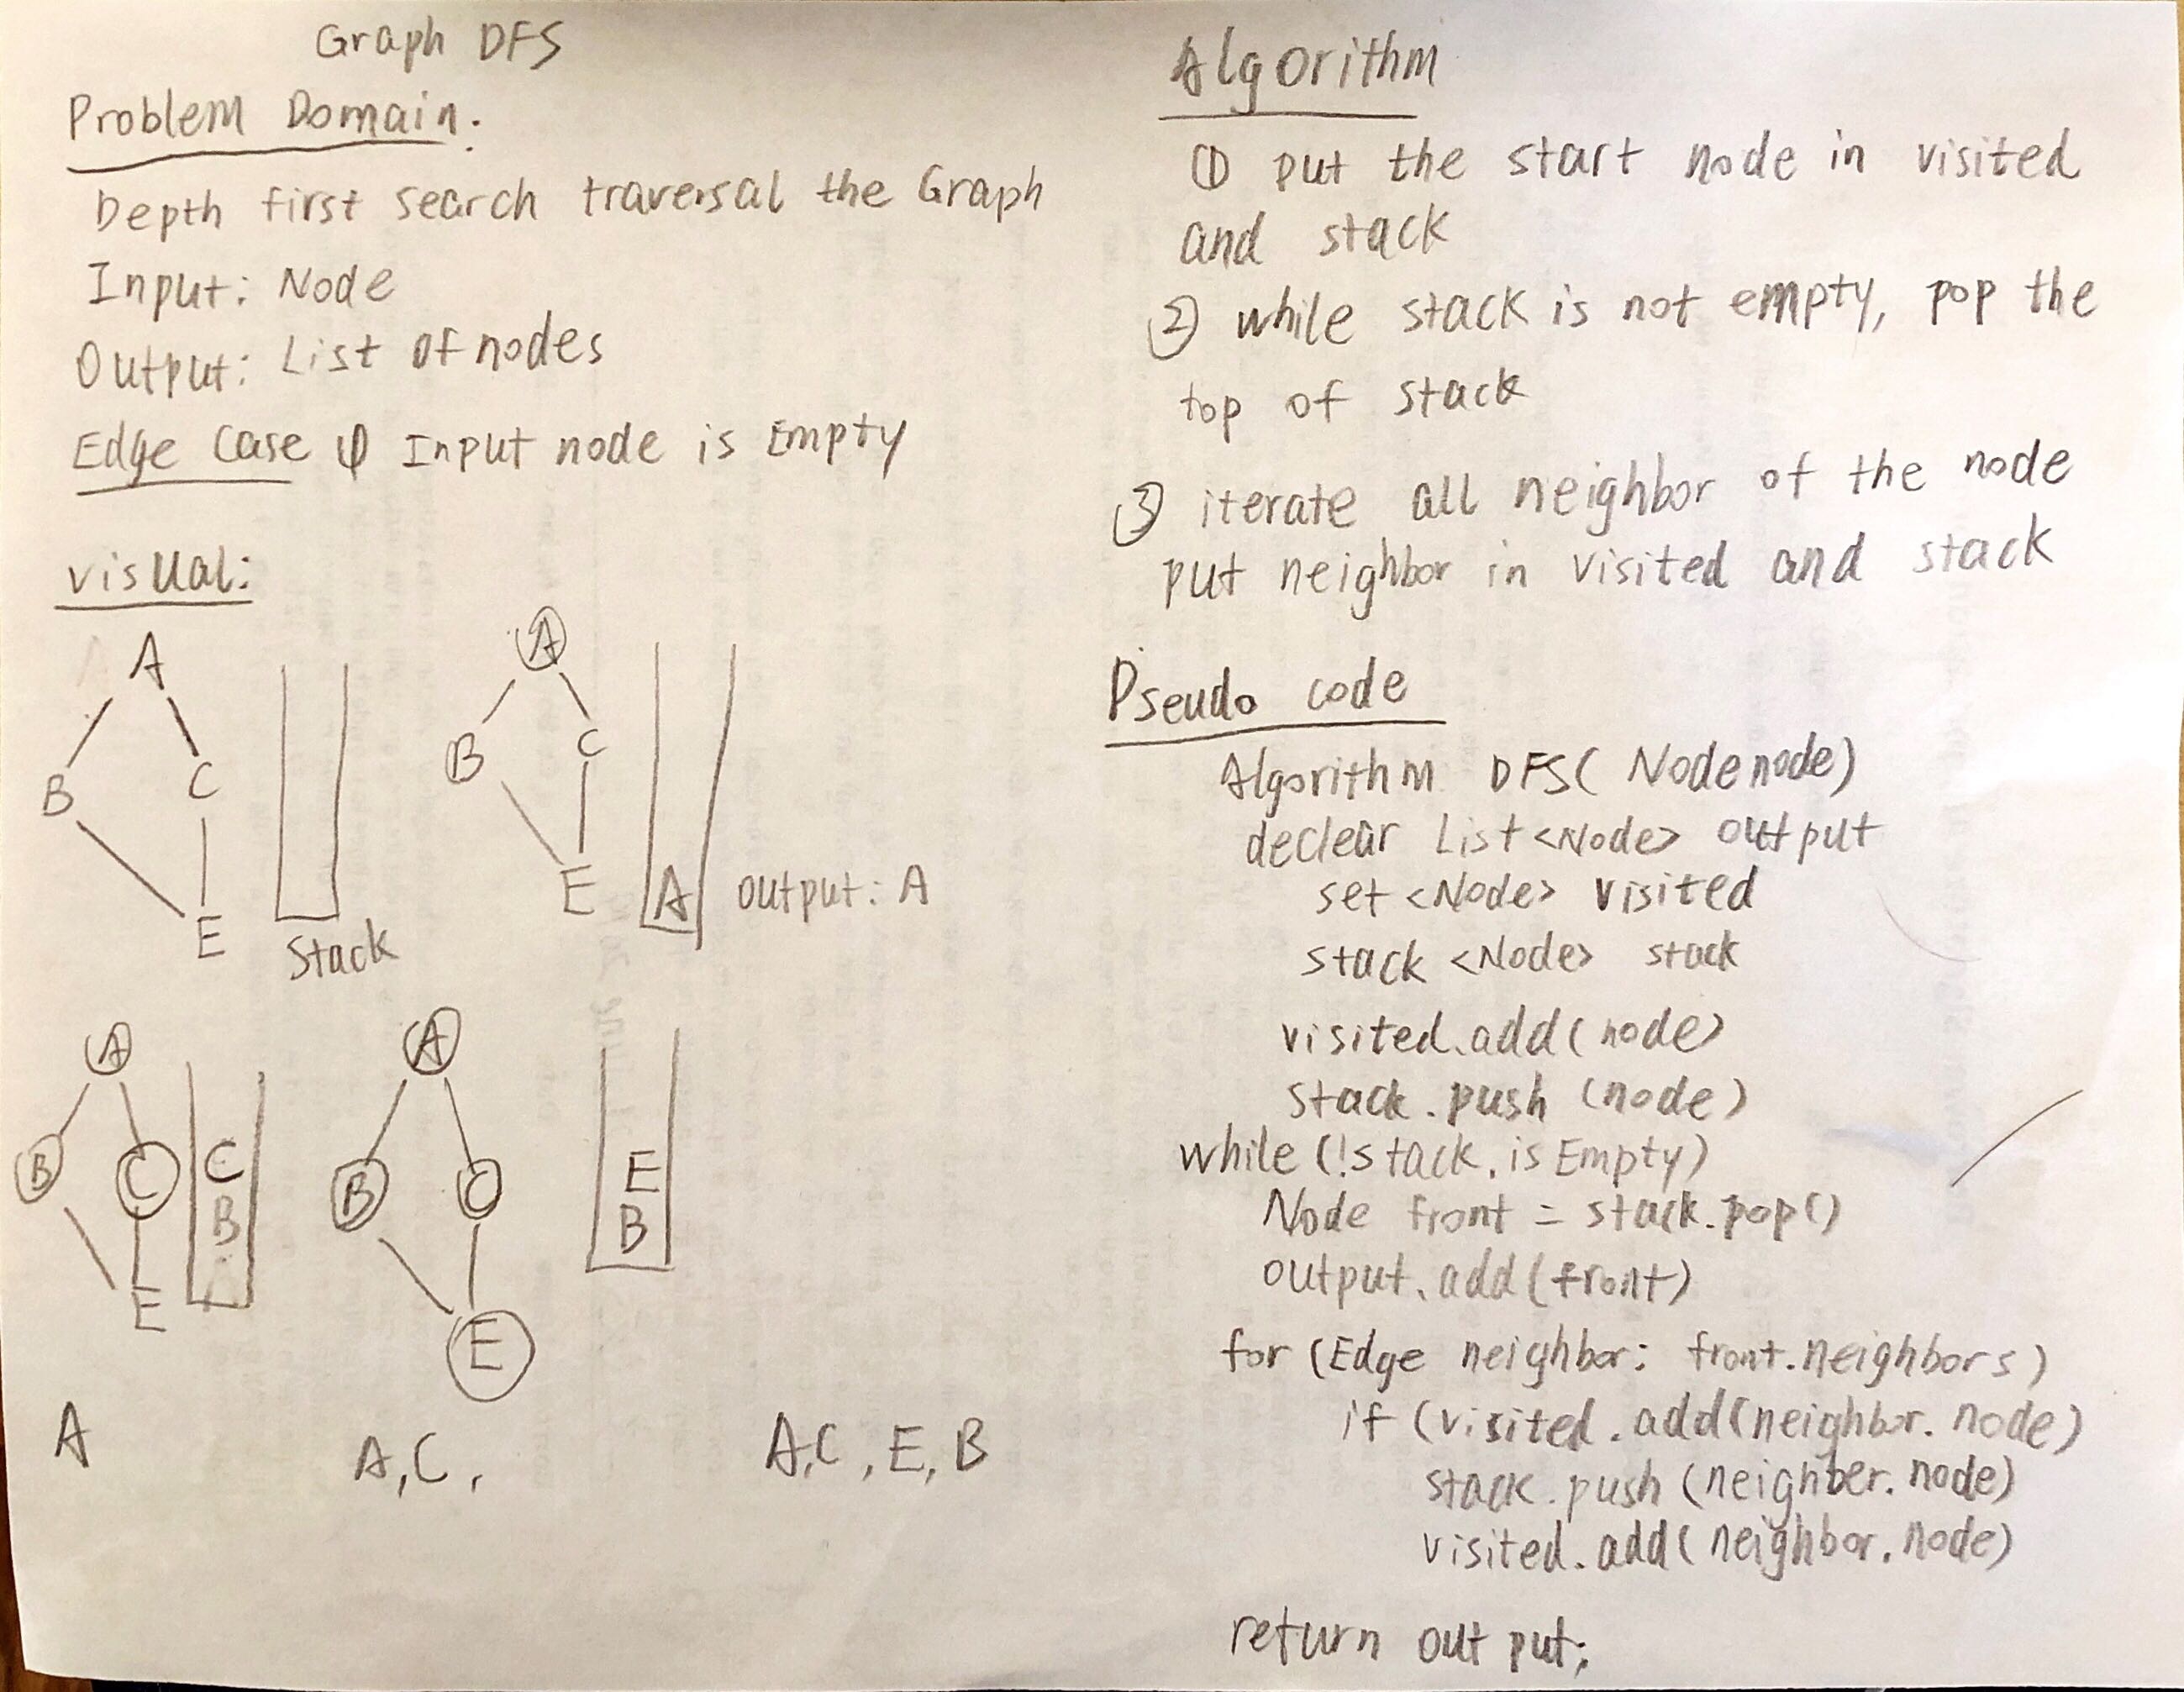 Graph DFS
Problem Domain.
Depth first search traversal the Graph
Input: Node
Output: List of nodes
Edge Case ① Input node is Empty
visual:
A
B
C
E
Stack
A
B
C
E
A
output: A
A
B
C
E
C
B
A
B
C
E
E
B
A
A,C,
A,C,E,B
Algorithm
① put the start node in visited
and stack
② while stack is not empty, pop the
top of stack
③ iterate all neighbor of the node
put neighbor in visited and stack
Pseudo code
Algorithm DFS( Node node)
declear List<Node> output
set <Node> visited
stack <Node> stack
visited.add(node)
stack.push (node)
while (!stack.isEmpty)
Node front = stack.pop()
output.add(front)
for (Edge neighbor: front.neighbors)
if (visited.add(neighbor.node)
stack.push (neighber.node)
visited.add(neighbor.node)
return output;